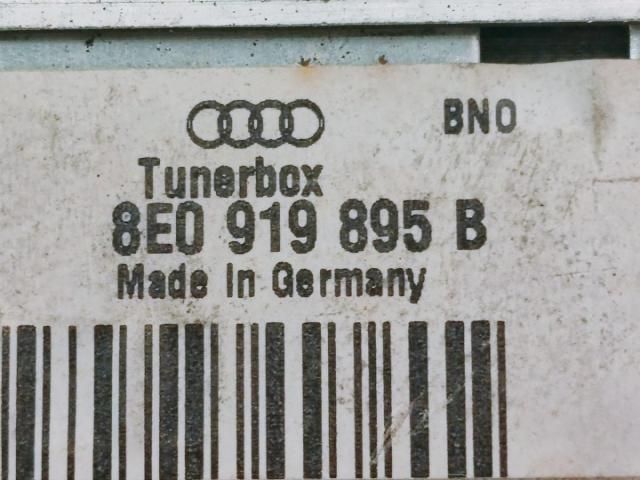 BNO
Tunerbox
8E0 919 895 B
Made In Germany